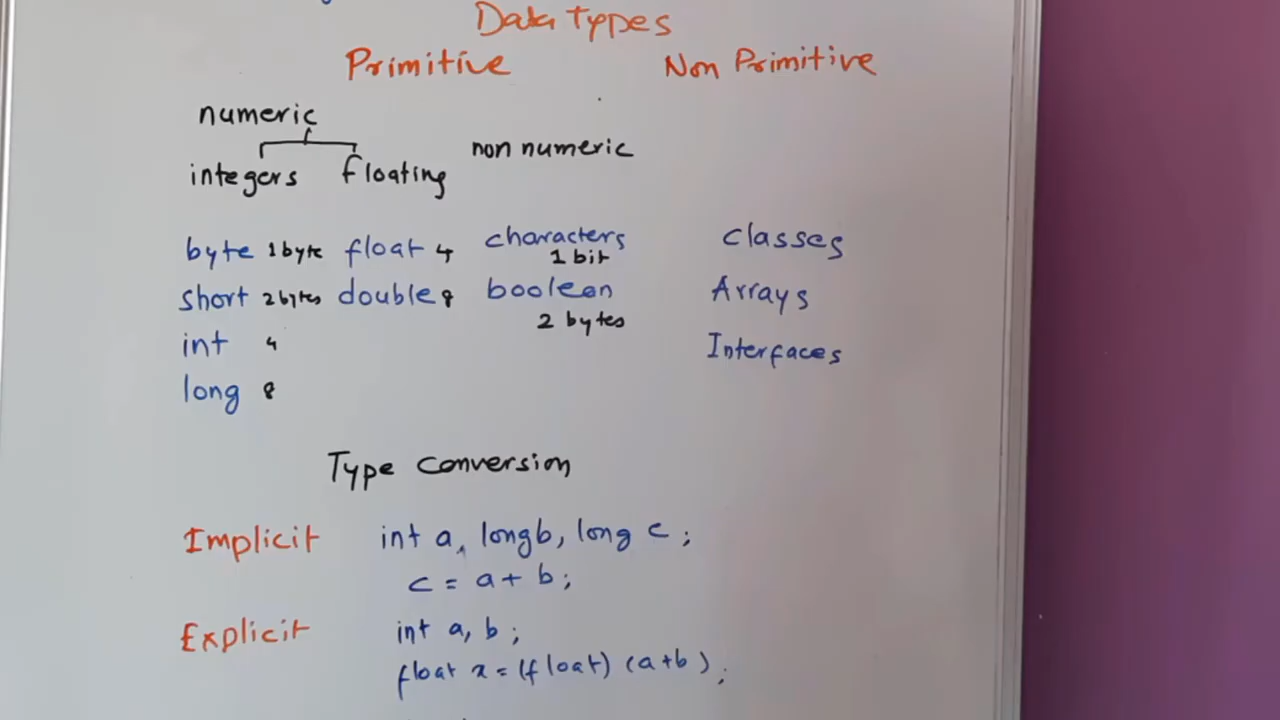 Data Types
Primitive Non Primitive
numeric
non numeric
integers floating
byte 1 byte float 4 characters classes
1 bit
short 2 bytes double 8 boolean Arrays
2 bytes
int 4 Interfaces
long 8
Type conversion
Implicit int a, long b, long c ;
c = a + b ;
Explicit int a, b ;
float x = (float) (a+b) ;